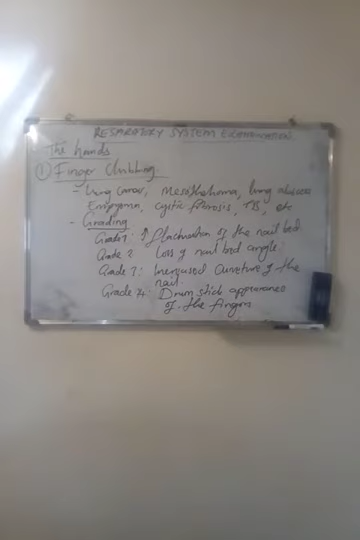 RESPIRATORY SYSTEM EXAMINATION
The hands
① Finger Clubbing
- Lung cancer, Mesothelioma, lung abscess
Empyema, cystic fibrosis, TB, etc
- Grading
Grade 1: ↑ fluctuation of the nail bed
Grade 2 Loss of nail bed angle
Grade 3: Increased Curvature of the
nail
Grade 4: Drum stick appearance
of the fingers